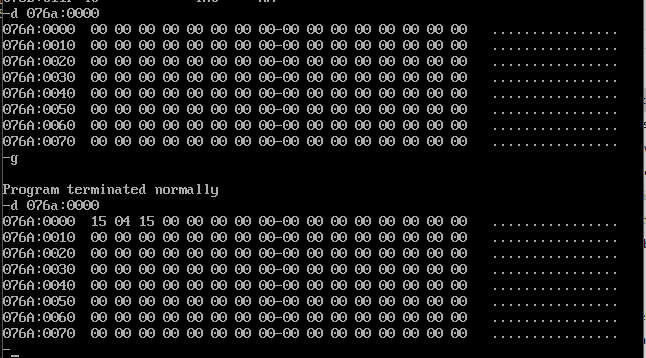 -d 076a:0000
076A:0000  00 00 00 00 00 00 00 00-00 00 00 00 00 00 00 00   ................
076A:0010  00 00 00 00 00 00 00 00-00 00 00 00 00 00 00 00   ................
076A:0020  00 00 00 00 00 00 00 00-00 00 00 00 00 00 00 00   ................
076A:0030  00 00 00 00 00 00 00 00-00 00 00 00 00 00 00 00   ................
076A:0040  00 00 00 00 00 00 00 00-00 00 00 00 00 00 00 00   ................
076A:0050  00 00 00 00 00 00 00 00-00 00 00 00 00 00 00 00   ................
076A:0060  00 00 00 00 00 00 00 00-00 00 00 00 00 00 00 00   ................
076A:0070  00 00 00 00 00 00 00 00-00 00 00 00 00 00 00 00   ................
-g
Program terminated normally
-d 076a:0000
076A:0000  15 04 15 00 00 00 00 00-00 00 00 00 00 00 00 00   ................
076A:0010  00 00 00 00 00 00 00 00-00 00 00 00 00 00 00 00   ................
076A:0020  00 00 00 00 00 00 00 00-00 00 00 00 00 00 00 00   ................
076A:0030  00 00 00 00 00 00 00 00-00 00 00 00 00 00 00 00   ................
076A:0040  00 00 00 00 00 00 00 00-00 00 00 00 00 00 00 00   ................
076A:0050  00 00 00 00 00 00 00 00-00 00 00 00 00 00 00 00   ................
076A:0060  00 00 00 00 00 00 00 00-00 00 00 00 00 00 00 00   ................
076A:0070  00 00 00 00 00 00 00 00-00 00 00 00 00 00 00 00   ................
-_